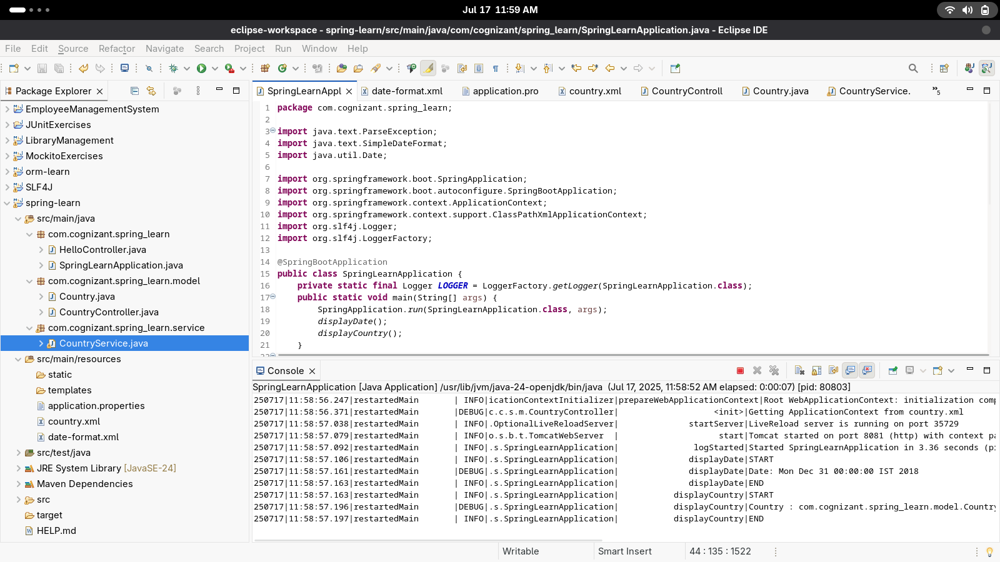 Jul 17 11:59 AM
eclipse-workspace - spring-learn/src/main/java/com/cognizant/spring_learn/SpringLearnApplication.java - Eclipse IDE
File Edit Source Refactor Navigate Search Project Run Window Help
Package Explorer
EmployeeManagementSystem
JUnitExercises
LibraryManagement
MockitoExercises
orm-learn
SLF4J
spring-learn
src/main/java
com.cognizant.spring_learn
HelloController.java
SpringLearnApplication.java
com.cognizant.spring_learn.model
Country.java
CountryController.java
com.cognizant.spring_learn.service
CountryService.java
src/main/resources
static
templates
application.properties
country.xml
date-format.xml
src/test/java
JRE System Library [JavaSE-24]
Maven Dependencies
src
target
HELP.md
SpringLearnAppl date-format.xml application.pro country.xml CountryControll Country.java CountryService. »5
1 package com.cognizant.spring_learn;
2
3 import java.text.ParseException;
4 import java.text.SimpleDateFormat;
5 import java.util.Date;
6
7 import org.springframework.boot.SpringApplication;
8 import org.springframework.boot.autoconfigure.SpringBootApplication;
9 import org.springframework.context.ApplicationContext;
10 import org.springframework.context.support.ClassPathXmlApplicationContext;
11 import org.slf4j.Logger;
12 import org.slf4j.LoggerFactory;
13
14 @SpringBootApplication
15 public class SpringLearnApplication {
16 private static final Logger LOGGER = LoggerFactory.getLogger(SpringLearnApplication.class);
17 public static void main(String[] args) {
18 SpringApplication.run(SpringLearnApplication.class, args);
19 displayDate();
20 displayCountry();
21 }
Console
SpringLearnApplication [Java Application] /usr/lib/jvm/java-24-openjdk/bin/java (Jul 17, 2025, 11:58:52 AM elapsed: 0:00:07) [pid: 80803]
250717|11:58:56.247|restartedMain | INFO|icationContextInitializer|prepareWebApplicationContext|Root WebApplicationContext: initialization comp
250717|11:58:56.371|restartedMain |DEBUG|c.c.s.m.CountryController| <init>|Getting ApplicationContext from country.xml
250717|11:58:57.038|restartedMain | INFO|.OptionalLiveReloadServer| startServer|LiveReload server is running on port 35729
250717|11:58:57.079|restartedMain | INFO|o.s.b.t.TomcatWebServer | start|Tomcat started on port 8081 (http) with context pa
250717|11:58:57.092|restartedMain | INFO|.s.SpringLearnApplication| logStarted|Started SpringLearnApplication in 3.36 seconds (pi
250717|11:58:57.106|restartedMain | INFO|.s.SpringLearnApplication| displayDate|START
250717|11:58:57.161|restartedMain |DEBUG|.s.SpringLearnApplication| displayDate|Date: Mon Dec 31 00:00:00 IST 2018
250717|11:58:57.163|restartedMain | INFO|.s.SpringLearnApplication| displayDate|END
250717|11:58:57.163|restartedMain | INFO|.s.SpringLearnApplication| displayCountry|START
250717|11:58:57.196|restartedMain |DEBUG|.s.SpringLearnApplication| displayCountry|Country : com.cognizant.spring_learn.model.Country
250717|11:58:57.197|restartedMain | INFO|.s.SpringLearnApplication| displayCountry|END
Writable Smart Insert 44 : 135 : 1522